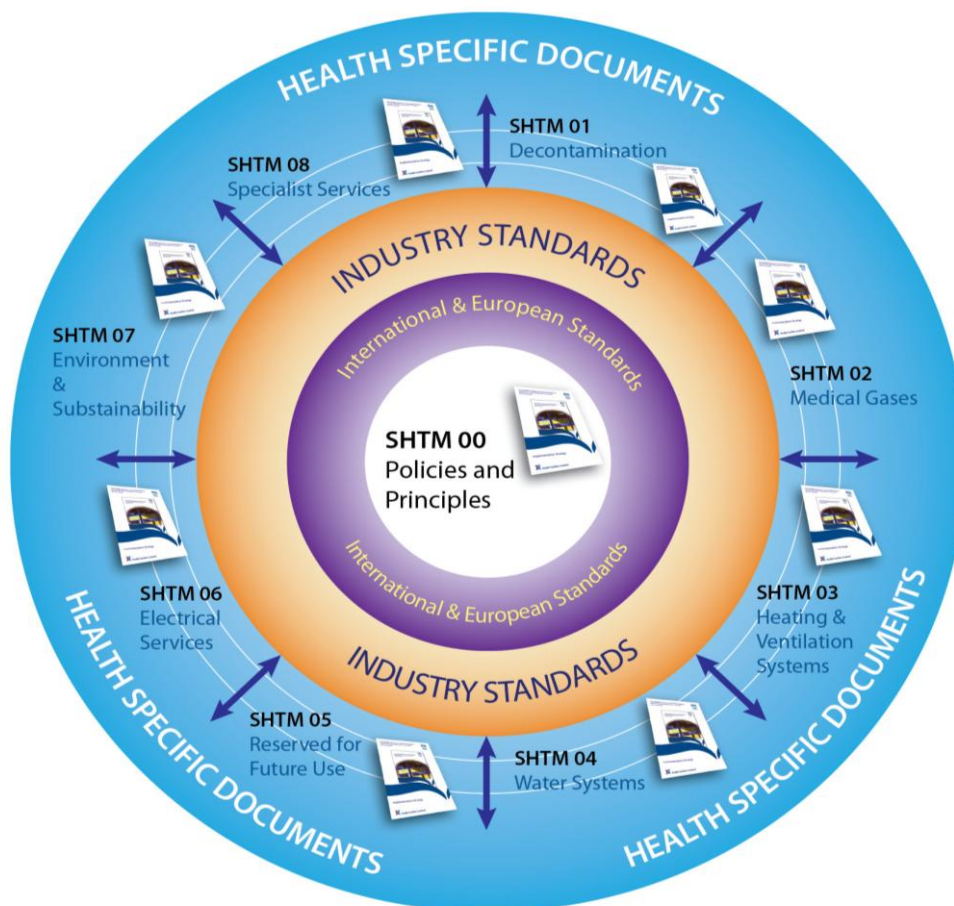 HEALTH SPECIFIC DOCUMENTS
SHTM 01
Decontamination
SHTM 02
Medical Gases
SHTM 03
Heating &
Ventilation
Systems
SHTM 04
Water Systems
SHTM 05
Reserved for
Future Use
SHTM 06
Electrical
Services
SHTM 07
Environment
&
Substainability
SHTM 08
Specialist Services
INDUSTRY STANDARDS
International & European Standards
SHTM 00
Policies and
Principles
International & European Standards
INDUSTRY STANDARDS
HEALTH SPECIFIC DOCUMENTS
HEALTH SPECIFIC DOCUMENTS